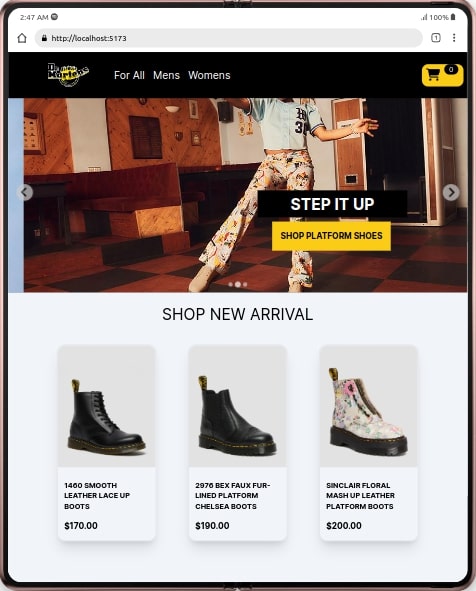 2:47 AM
100%
http://localhost:5173
1
Dr. Martens
For All Mens Womens
0
STEP IT UP
SHOP PLATFORM SHOES
SHOP NEW ARRIVAL
1460 SMOOTH
LEATHER LACE UP
BOOTS
$170.00
2976 BEX FAUX FUR-
LINED PLATFORM
CHELSEA BOOTS
$190.00
SINCLAIR FLORAL
MASH UP LEATHER
PLATFORM BOOTS
$200.00